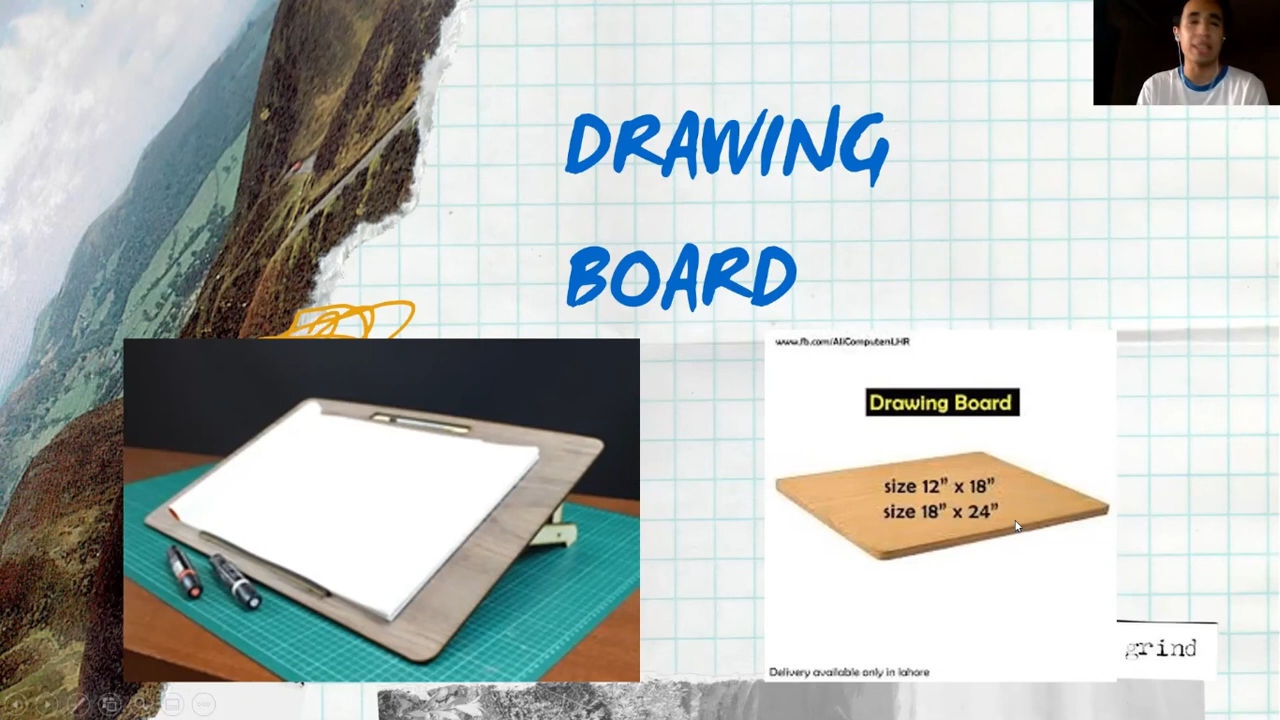 DRAWING
BOARD
www.fb.com/AliComputersLHR
Drawing Board
size 12” x 18”
size 18” x 24”
grind
Delivery available only in lahore